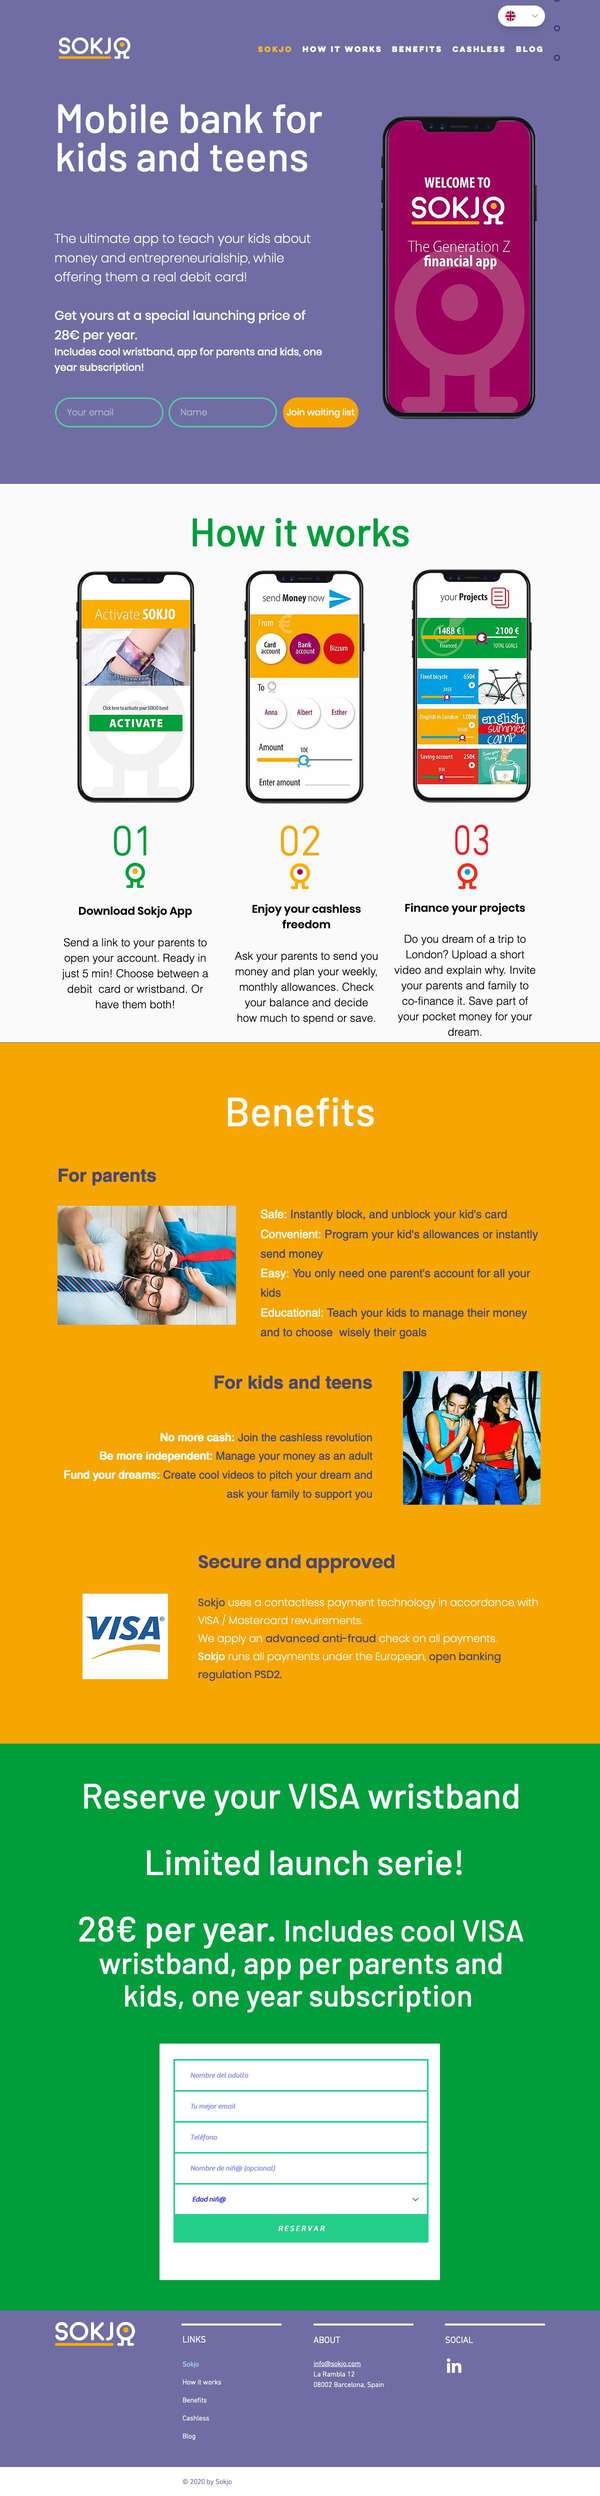 SOKJO
SOKJO HOW IT WORKS BENEFITS CASHLESS BLOG
Mobile bank for
kids and teens
The ultimate app to teach your kids about
money and entrepreneurialship, while
offering them a real debit card!
Get yours at a special launching price of
28€ per year.
Includes cool wristband, app for parents and kids, one
year subscription!
Your email
Name
Join waiting list
WELCOME TO
SOKJO
The Generation Z
financial app
How it works
Activate SOKJO
Click here to activate your SOKJO band
ACTIVATE
send Money now
From €
Card
account
Bank
account
Bizzum
To
Anna
Albert
Esther
Amount
10€
Enter amount
your Projects
1488 €
Financed
2100 €
TOTAL GOALS
Fixed bicycle 650€
English in London 1200€
english
summer
camp
Saving account 250€
01
Download Sokjo App
Send a link to your parents to
open your account. Ready in
just 5 min! Choose between a
debit card or wristband. Or
have them both!
02
Enjoy your cashless
freedom
Ask your parents to send you
money and plan your weekly,
monthly allowances. Check
your balance and decide
how much to spend or save.
03
Finance your projects
Do you dream of a trip to
London? Upload a short
video and explain why. Invite
your parents and family to
co-finance it. Save part of
your pocket money for your
dream.
Benefits
For parents
Safe: Instantly block, and unblock your kid's card
Convenient: Program your kid's allowances or instantly
send money
Easy: You only need one parent's account for all your
kids
Educational: Teach your kids to manage their money
and to choose wisely their goals
For kids and teens
No more cash: Join the cashless revolution
Be more independent: Manage your money as an adult
Fund your dreams: Create cool videos to pitch your dream and
ask your family to support you
Secure and approved
VISA
Sokjo uses a contactless payment technology in accordance with
VISA / Mastercard rewuirements.
We apply an advanced anti-fraud check on all payments.
Sokjo runs all payments under the European, open banking
regulation PSD2.
Reserve your VISA wristband
Limited launch serie!
28€ per year. Includes cool VISA
wristband, app per parents and
kids, one year subscription
Nombre del adulto
Tu mejor email
Teléfono
Nombre de niñ@ (opcional)
Edad niñ@
RESERVAR
SOKJO
LINKS
Sokjo
How it works
Benefits
Cashless
Blog
ABOUT
info@sokjo.com
La Rambla 12
08002 Barcelona, Spain
SOCIAL
in
© 2020 by Sokjo